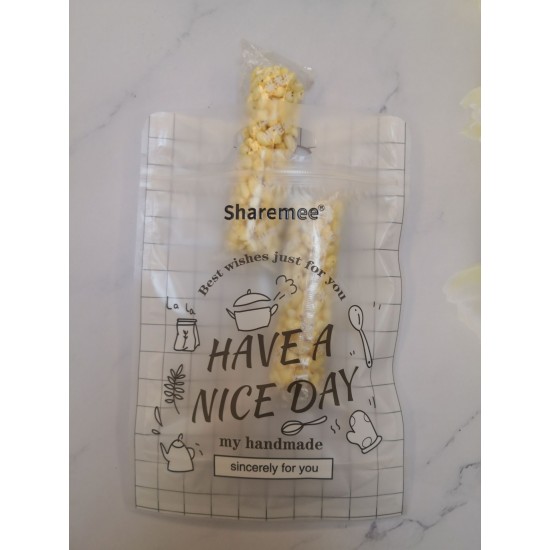 Sharemee®
Best wishes just for you
La La
HAVE A
NICE DAY
my handmade
sincerely for you